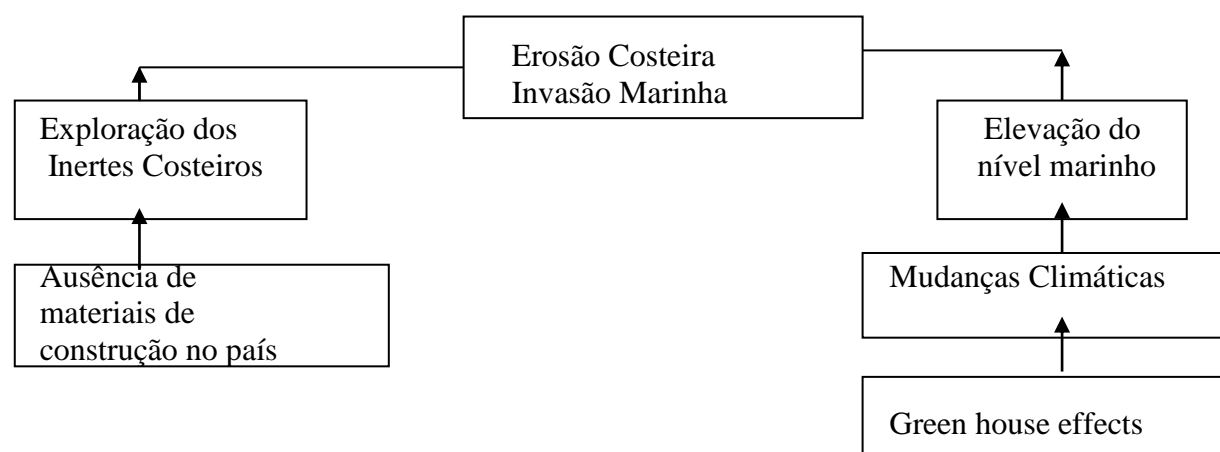 Erosão Costeira
Invasão Marinha
Exploração dos
Inertes Costeiros
Elevação do
nível marinho
Ausência de
materiais de
construção no país
Mudanças Climáticas
Green house effects